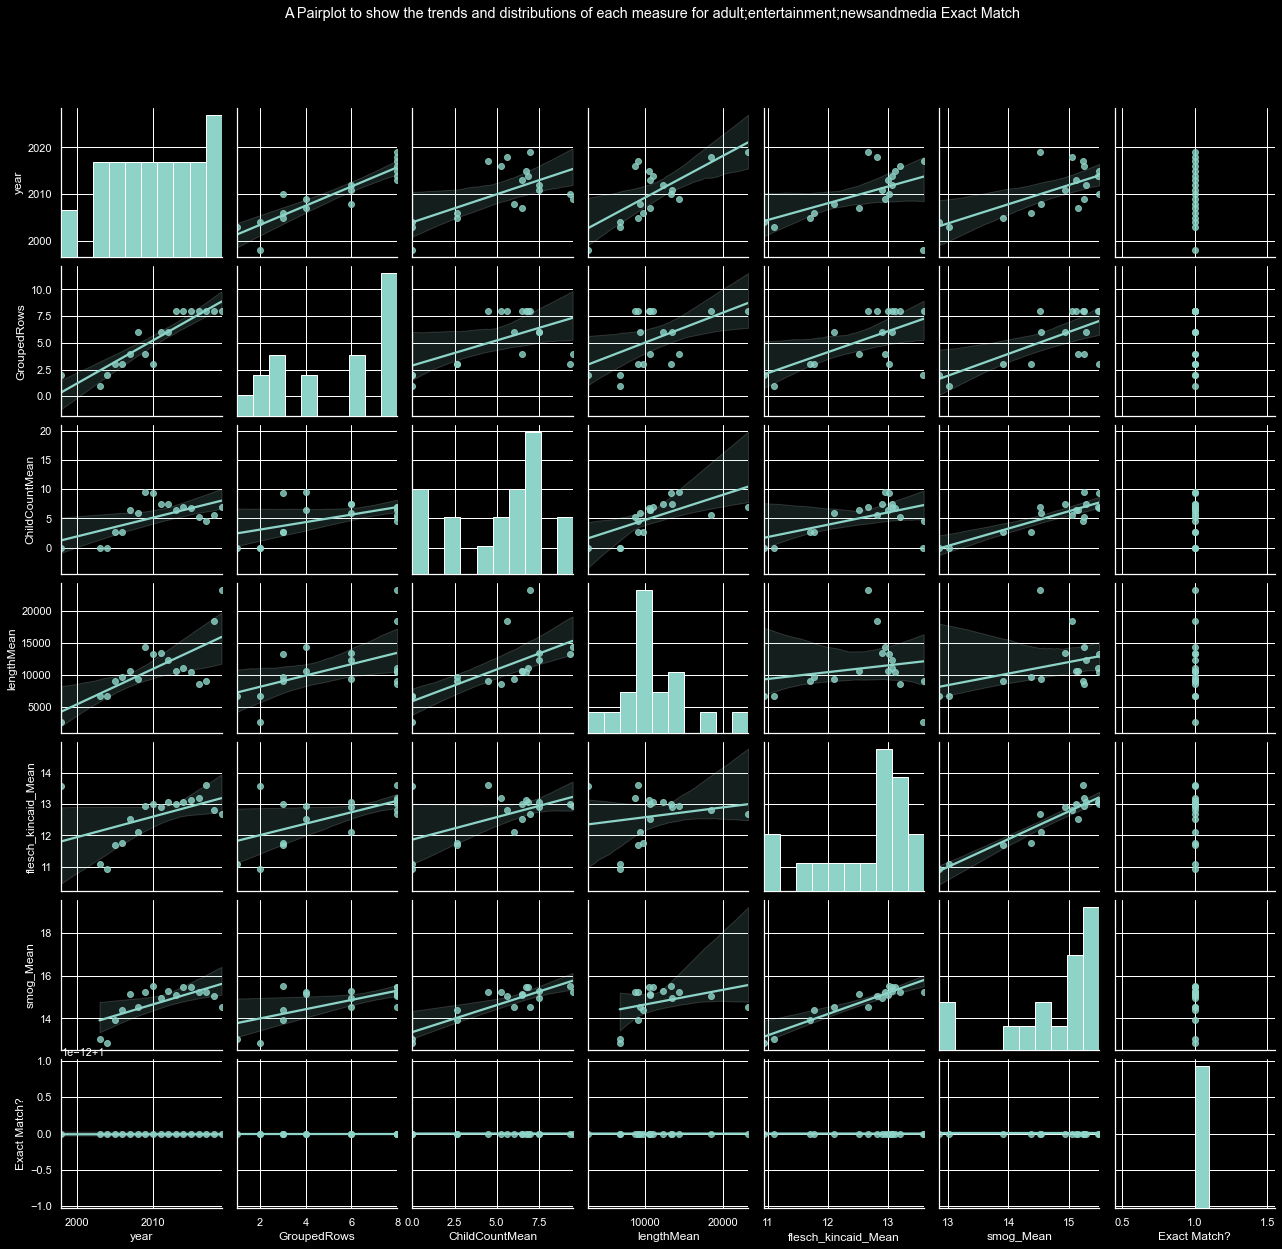 A Pairplot to show the trends and distributions of each measure for adult;entertainment;newsandmedia Exact Match
year
2020
2010
2000
GroupedRows
10.0
7.5
5.0
2.5
0.0
ChildCountMean
20
15
10
5
0
lengthMean
20000
15000
10000
5000
flesch_kincaid_Mean
14
13
12
11
smog_Mean
18
16
14
1e−12+1
Exact Match?
1.0
0.5
0.0
−0.5
−1.0
2000 2010 2 4 6 8 0.0 2.5 5.0 7.5 10000 20000 11 12 13 13 14 15 0.5 1.0 1.5
year GroupedRows ChildCountMean lengthMean flesch_kincaid_Mean smog_Mean Exact Match?